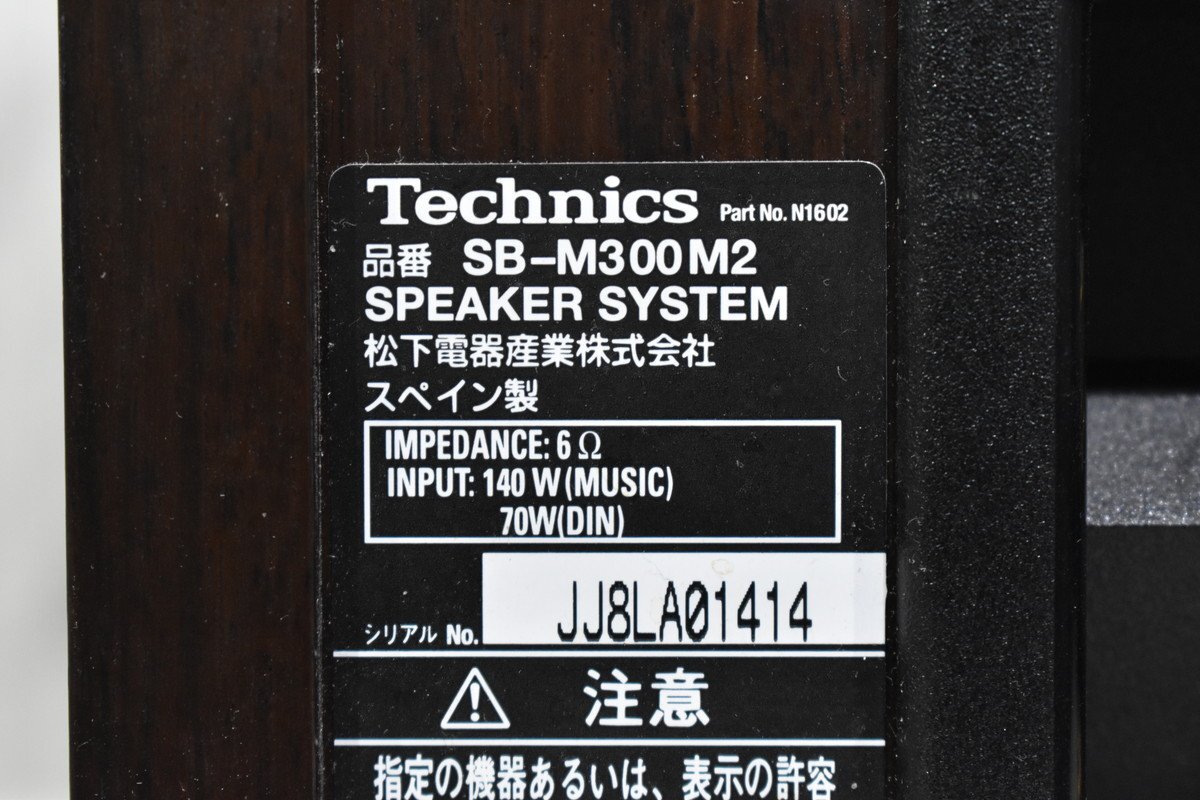 Technics Part No. N1602
品番 SB-M300M2
SPEAKER SYSTEM
松下電器産業株式会社
スペイン製
IMPEDANCE: 6 Ω
INPUT: 140 W (MUSIC)
70W(DIN)
シリアル No. JJ8LA01414
注意
指定の機器あるいは、表示の許容